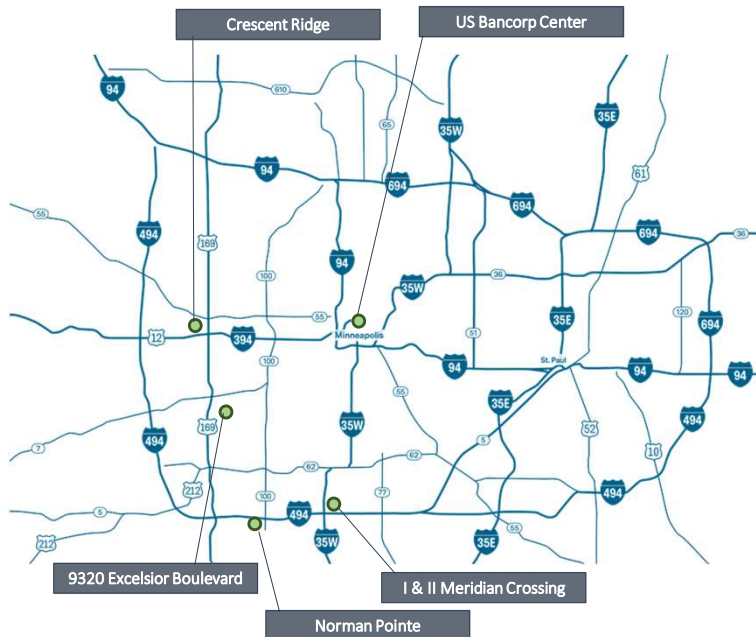 Crescent Ridge
US Bancorp Center
94
610
65
35W
35E
61
94
694
694
694
55
494
169
100
94
35W
36
36
55
12
394
Minneapolis
51
35E
120
694
100
St. Paul
94
94
94
7
169
35W
55
35E
5
52
10
494
494
62
62
212
100
77
494
5
494
35W
35E
55
212
9320 Excelsior Boulevard
I & II Meridian Crossing
Norman Pointe